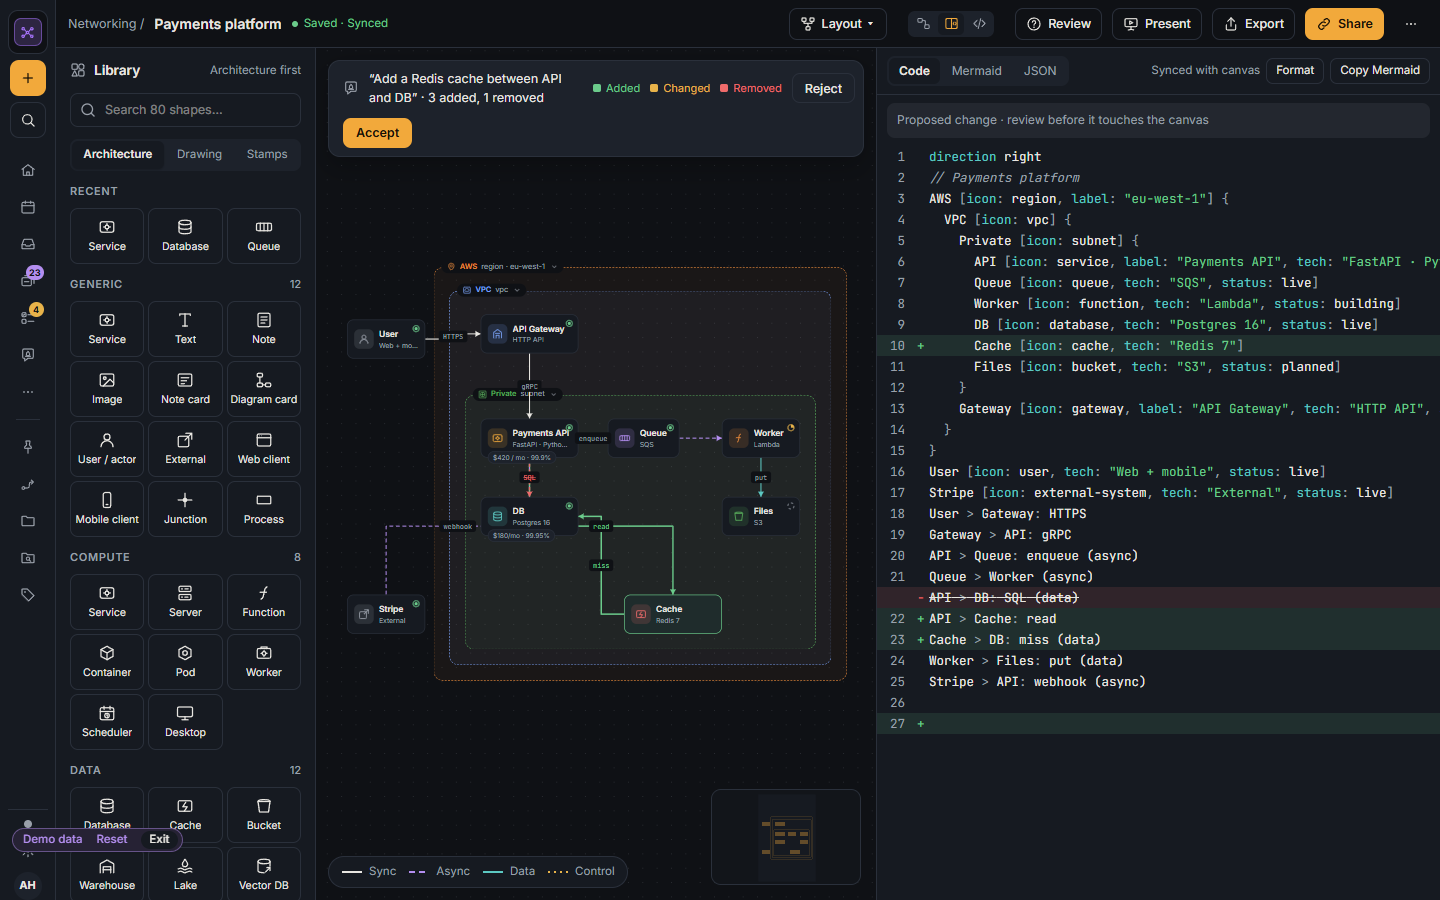 Networking / Payments platform Saved · Synced
Layout
Review
Present
Export
Share
23
4
Demo data Reset Exit
AH
Library Architecture first
Search 80 shapes...
Architecture Drawing Stamps
RECENT
Service Database Queue
GENERIC 12
Service Text Note
Image Note card Diagram card
User / actor External Web client
Mobile client Junction Process
COMPUTE 8
Service Server Function
Container Pod Worker
Scheduler Desktop
DATA 12
Database Cache Bucket
Warehouse Lake Vector DB
“Add a Redis cache between API
and DB” · 3 added, 1 removed
Added Changed Removed Reject
Accept
AWS region · eu-west-1
VPC vpc
User
Web + mo...
HTTPS
API Gateway
HTTP API
gRPC
Private subnet
Payments API
FastAPI · Pytho...
$420 / mo · 99.9%
enqueue
Queue
SQS
Worker
Lambda
SQL
put
DB
Postgres 16
$180/mo · 99.95%
Files
S3
webhook
read
miss
Stripe
External
Cache
Redis 7
Sync Async Data Control
Code Mermaid JSON Synced with canvas Format Copy Mermaid
Proposed change · review before it touches the canvas
1 direction right
2 // Payments platform
3 AWS [icon: region, label: "eu-west-1"] {
4 VPC [icon: vpc] {
5 Private [icon: subnet] {
6 API [icon: service, label: "Payments API", tech: "FastAPI · Py
7 Queue [icon: queue, tech: "SQS", status: live]
8 Worker [icon: function, tech: "Lambda", status: building]
9 DB [icon: database, tech: "Postgres 16", status: live]
10 + Cache [icon: cache, tech: "Redis 7"]
11 Files [icon: bucket, tech: "S3", status: planned]
12 }
13 Gateway [icon: gateway, label: "API Gateway", tech: "HTTP API",
14 }
15 }
16 User [icon: user, tech: "Web + mobile", status: live]
17 Stripe [icon: external-system, tech: "External", status: live]
18 User > Gateway: HTTPS
19 Gateway > API: gRPC
20 API > Queue: enqueue (async)
21 Queue > Worker (async)
- API > DB: SQL (data)
22 + API > Cache: read
23 + Cache > DB: miss (data)
24 Worker > Files: put (data)
25 Stripe > API: webhook (async)
26
27 +